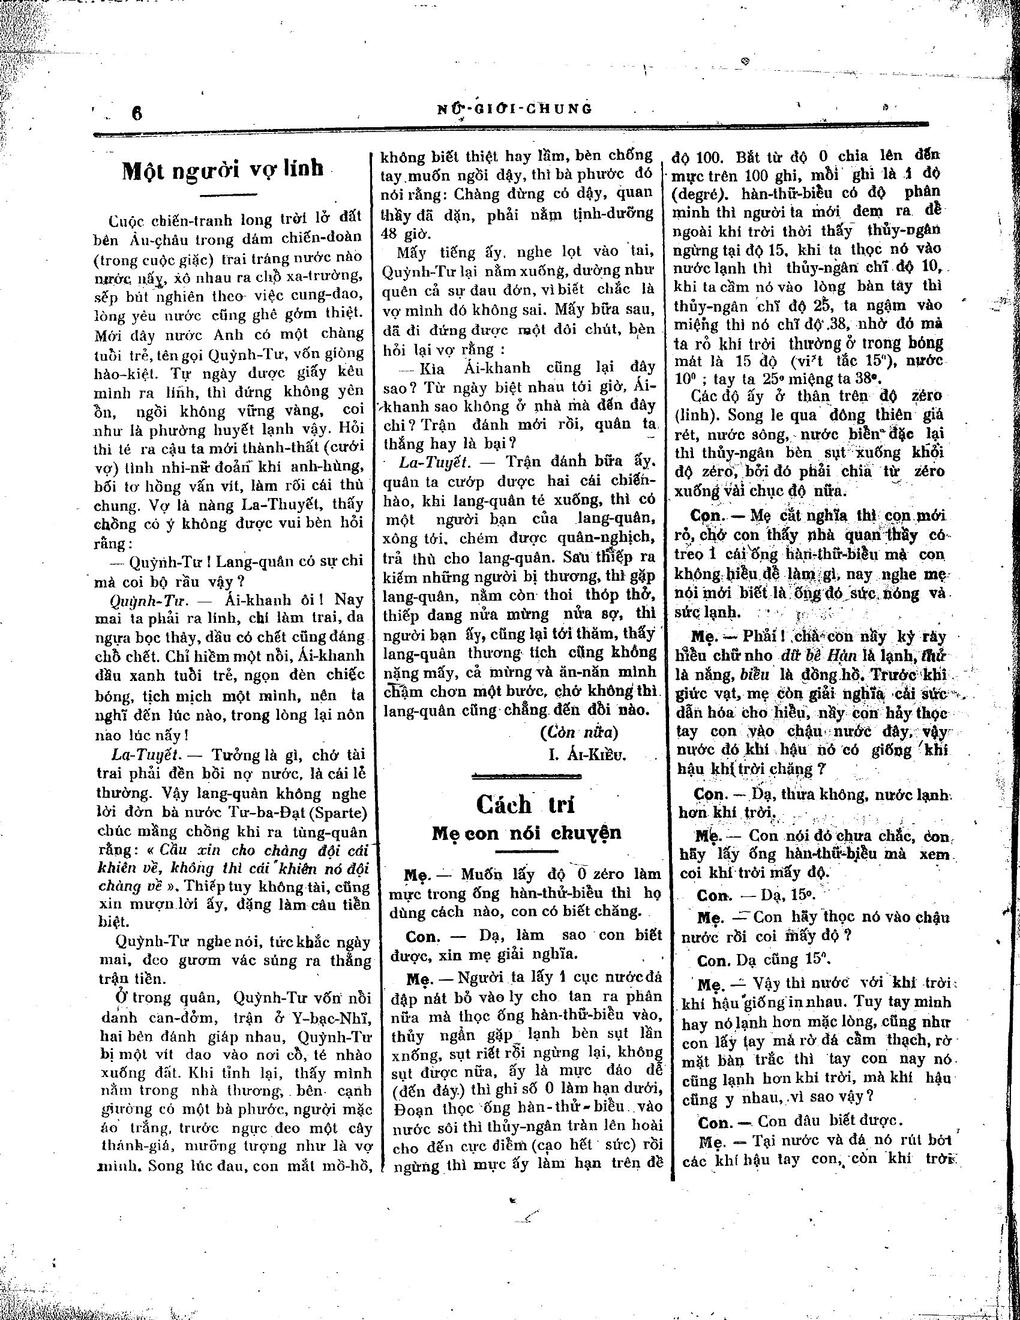 6
NỮ-GIỚI-CHUNG
Một người vợ lính
Cuộc chiến-tranh long trời lở đất
bên Âu-châu trong đám chiến-đoàn
(trong cuộc giặc) trai tráng nước nào
nước nấy, xô nhau ra chỗ xa-trường,
sếp bút nghiên theo việc cung-đao,
lòng yêu nước cũng ghê gớm thiệt.
Mới đây nước Anh có một chàng
tuổi trẻ, tên gọi Quỳnh-Tư, vốn giòng
hào-kiệt. Tự ngày được giấy kêu
mình ra lính, thì đứng không yên
ổn, ngồi không vững vàng, coi
như là phường huyết lạnh vậy. Hỏi
thì té ra cậu ta mới thành-thất (cưới
vợ) tình nhi-nữ đoản khí anh-hùng,
bối tơ hồng vấn vít, làm rối cái thù
chung. Vợ là nàng La-Thuyết, thấy
chồng có ý không được vui bèn hỏi
rằng:
— Quỳnh-Tư ! Lang-quân có sự chi
mà coi bộ rầu vậy ?
Quỳnh-Tư. — Ái-khanh ôi ! Nay
mai ta phải ra lính, chí làm trai, da
ngựa bọc thây, dầu có chết cũng đáng
chỗ chết. Chỉ hiềm một nỗi, Ái-khanh
đầu xanh tuổi trẻ, ngọn đèn chiếc
bóng, tịch mịch một mình, nên ta
nghĩ đến lúc nào, trong lòng lại nôn
nao lúc nấy !
La-Tuyết. — Tưởng là gì, chớ tài
trai phải đền bồi nợ nước, là cái lẽ
thường. Vậy lang-quân không nghe
lời đờn bà nước Tư-ba-Đạt (Sparte)
chúc mầng chồng khi ra tùng-quân
rằng: « Cầu xin cho chàng đội cái
khiên về, không thì cái khiên nó đội
chàng về ». Thiếp tuy không tài, cũng
xin mượn lời ấy, đặng làm câu tiễn
biệt.
Quỳnh-Tư nghe nói, tức khắc ngày
mai, đeo gươm vác súng ra thẳng
trận tiền.
Ở trong quân, Quỳnh-Tư vốn nồi
đánh can-đởm, trận ở Y-bạc-Nhĩ,
hai bên đánh giáp nhau, Quỳnh-Tư
bị một vít dao vào nơi cổ, té nhào
xuống đất. Khi tỉnh lại, thấy mình
nằm trong nhà thương, bên cạnh
giường có một bà phước, người mặc
áo trắng, trước ngực đeo một cây
thánh-giá, mường tượng như là vợ
mình. Song lúc đau, con mắt mờ-hồ,
không biết thiệt hay lầm, bèn chống
tay muốn ngồi dậy, thì bà phước đó
nói rằng: Chàng đừng có dậy, quan
thầy đã dặn, phải nằm tịnh-dưỡng
48 giờ.
Mấy tiếng ấy, nghe lọt vào tai,
Quỳnh-Tư lại nằm xuống, dường như
quên cả sự đau đớn, vì biết chắc là
vợ mình đó không sai. Mấy bữa sau,
đã đi đứng được một đôi chút, bèn
hỏi lại vợ rằng :
— Kìa Ái-khanh cũng lại đây
sao ? Từ ngày biệt nhau tới giờ, Ái-
khanh sao không ở nhà mà đến đây
chi ? Trận đánh mới rồi, quân ta
thắng hay là bại ?
La-Tuyết. — Trận đánh bữa ấy,
quân ta cướp được hai cái chiến-
hào, khi lang-quân té xuống, thì có
một người bạn của lang-quân,
xông tới, chém được quân-nghịch,
trả thù cho lang-quân. Sau thiếp ra
kiếm những người bị thương, thì gặp
lang-quân, nằm còn thoi thóp thở,
thiếp đang nửa mừng nửa sợ, thì
người bạn ấy, cũng lại tới thăm, thấy
lang-quân thương tích cũng không
nặng mấy, cả mừng và ăn-năn mình
chậm chơn một bước, chớ không thì
lang-quân cũng chẳng đến đỗi nào.
(Còn nữa)
I. ÁI-KIỀU.
Cách trí
Mẹ con nói chuyện
Mẹ. — Muốn lấy độ 0 zéro làm
mực trong ống hàn-thử-biểu thì họ
dùng cách nào, con có biết chăng.
Con. — Dạ, làm sao con biết
được, xin mẹ giải nghĩa.
Mẹ. — Người ta lấy 1 cục nước đá
đập nát bỏ vào ly cho tan ra phân
nửa mà thọc ống hàn-thử-biểu vào,
thủy ngân gặp lạnh bèn sụt lần
xuống, sụt riết rồi ngừng lại, không
sụt được nữa, ấy là mực đáo để
(đến đáy) thì ghi số 0 làm hạn dưới,
Đoạn thọc ống hàn-thử-biểu vào
nước sôi thì thủy-ngân tràn lên hoài
cho đến cực điểm (cạo hết sức) rồi
ngừng thì mực ấy làm hạn trên đề
độ 100. Bắt từ độ 0 chia lên đến
mực trên 100 ghi, mỗi ghi là 1 độ
(degré). hàn-thử-biểu có độ phân
minh thì người ta mới đem ra để
ngoài khí trời thời thấy thủy-ngân
ngừng tại độ 15, khi ta thọc nó vào
nước lạnh thì thủy-ngân chĩ độ 10,
khi ta cầm nó vào lòng bàn tay thì
thủy-ngân chĩ độ 25, ta ngậm vào
miệng thì nó chĩ độ 38, nhờ đó mà
ta rỏ khí trời thường ở trong bóng
mát là 15 độ (viết tắc 15°), nước
10° ; tay ta 25° miệng ta 38°.
Các độ ấy ở thân trên độ zéro
(linh). Song le qua đông thiên giá
rét, nước sông, nước biển đặc lại
thì thủy-ngân bèn sụt xuống khỏi
độ zéro, bởi đó phải chia từ zéro
xuống vài chục độ nữa.
Con. — Mẹ cắt nghĩa thì con mới
rỏ, chớ con thấy nhà quan thầy có
treo 1 cái ống hàn-thử-biểu mà con
không hiểu để làm gì, nay nghe mẹ
nói mới biết là ống đó sức nóng và
sức lạnh.
Mẹ. — Phải ! chà con nầy kỷ rày
hiểu chữ nho dữ bê Hàn là lạnh, thử
là nắng, biểu là đồng hồ. Trước khi
giức vạt, mẹ còn giải nghĩa cái sức
dẫn hóa cho hiểu, nầy con hảy thọc
tay con vào chậu nước đây, vậy
nước đó khí hậu nó có giống khí
hậu khí trời chăng ?
Con. — Dạ, thưa không, nước lạnh
hơn khí trời.
Mẹ. — Con nói đó chưa chắc, con
hãy lấy ống hàn-thử-biểu mà xem
coi khí trời mấy độ.
Con. — Dạ, 15°.
Mẹ. — Con hãy thọc nó vào chậu
nước rồi coi mấy độ ?
Con. Dạ cũng 15°.
Mẹ. — Vậy thì nước với khí trời
khí hậu giống in nhau. Tuy tay mình
hay nó lạnh hơn mặc lòng, cũng như
con lấy tay mà rờ đá cẩm thạch, rờ
mặt bàn trắc thì tay con nay nó
cũng lạnh hơn khí trời, mà khí hậu
cũng y nhau, vì sao vậy ?
Con. — Con đâu biết được.
Mẹ. — Tại nước và đá nó rút bớt
các khí hậu tay con, còn khí trời